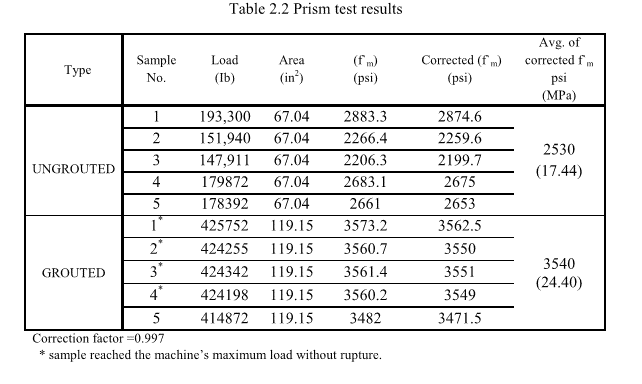 Table 2.2 Prism test results
Type Sample No. Load (Ib) Area (in²) (f'm) (psi) Corrected (f'm) (psi) Avg. of corrected f'm psi (MPa)
UNGROUTED 1 193,300 67.04 2883.3 2874.6 2530 (17.44)
2 151,940 67.04 2266.4 2259.6
3 147,911 67.04 2206.3 2199.7
4 179872 67.04 2683.1 2675
5 178392 67.04 2661 2653
GROUTED 1* 425752 119.15 3573.2 3562.5 3540 (24.40)
2* 424255 119.15 3560.7 3550
3* 424342 119.15 3561.4 3551
4* 424198 119.15 3560.2 3549
5 414872 119.15 3482 3471.5
Correction factor =0.997
* sample reached the machine's maximum load without rupture.